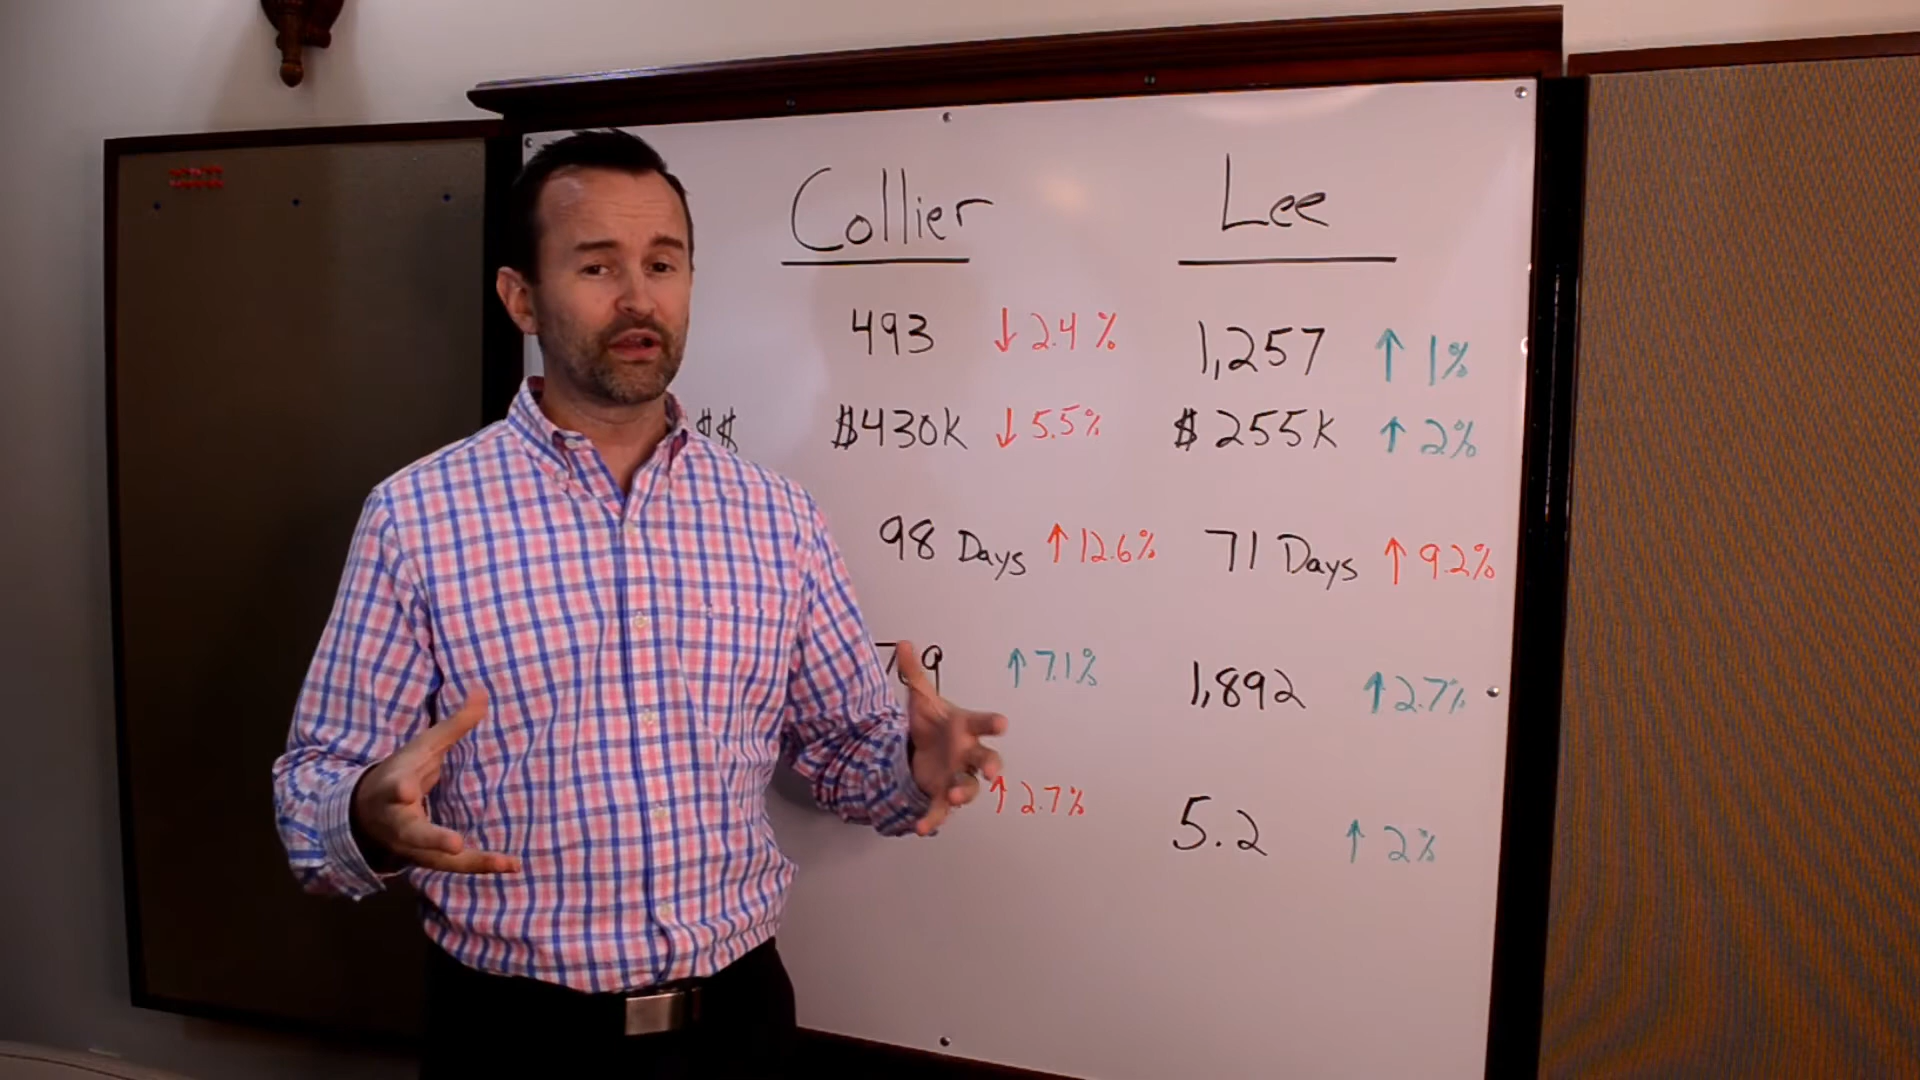 Collier Lee
493 ↓ 2.4% 1,257 ↑ 1%
$$ $430K ↓ 5.5% $255K ↑ 2%
98 Days ↑ 12.6% 71 Days ↑ 9.2%
↑ 7.1% 1,892 ↑ 2.7%
↑ 2.7% 5.2 ↑ 2%